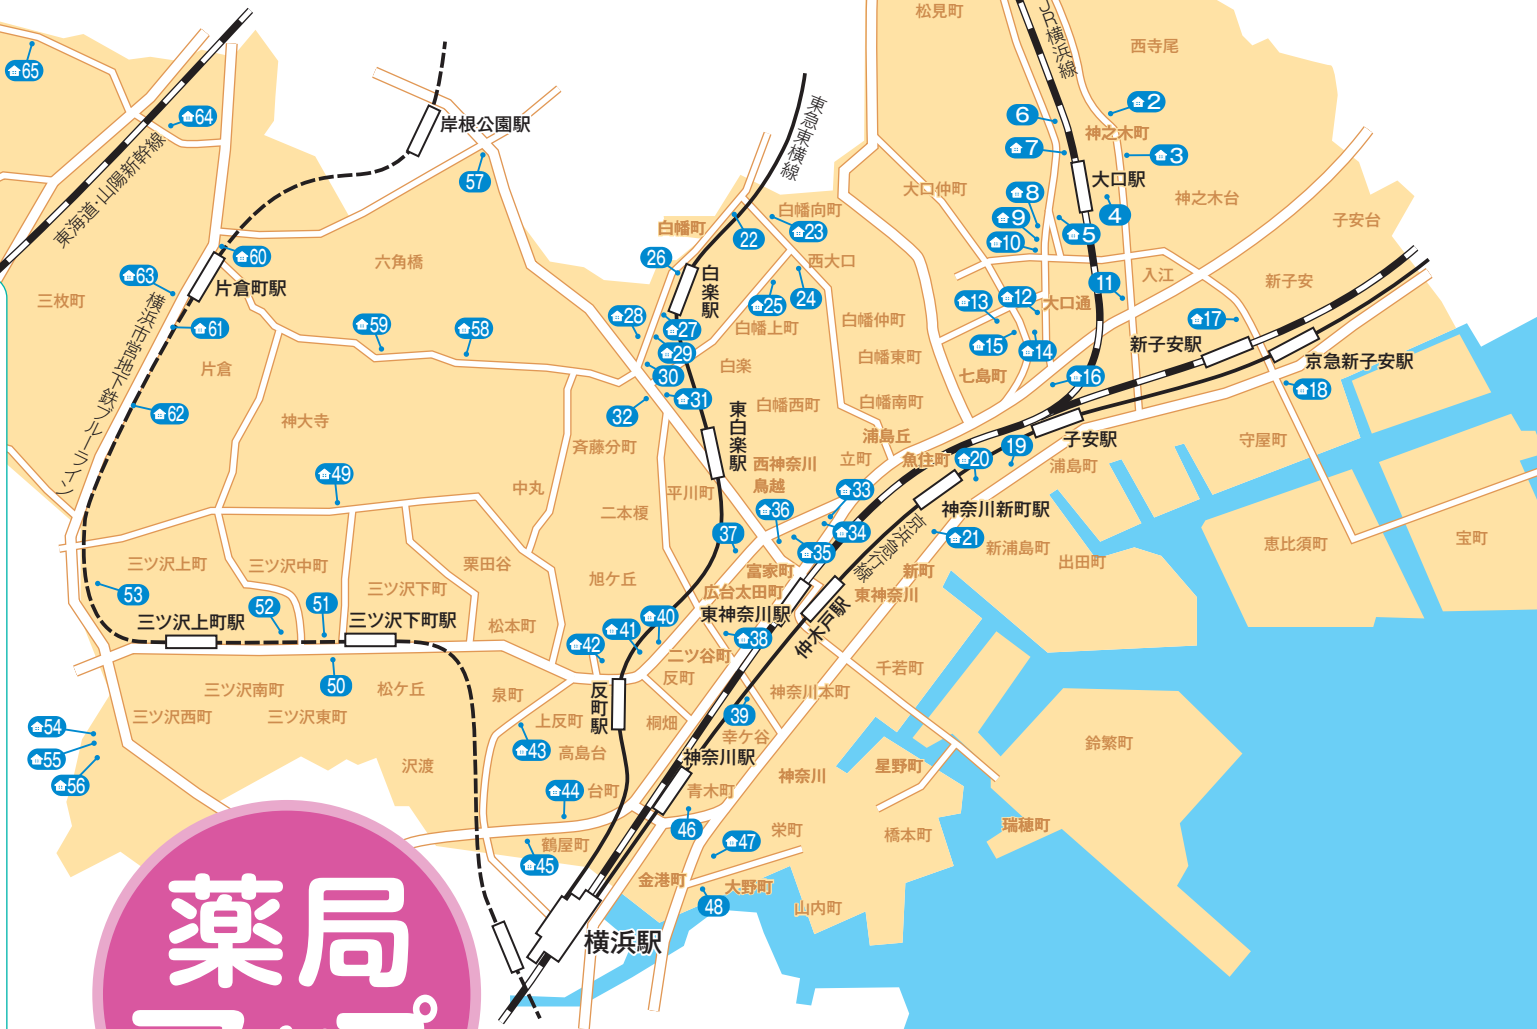 松見町
JR横浜線
西寺尾
65
64
2
岸根公園駅
6
神之木町
東急東横線
7
3
東海道・山陽新幹線
57
大口駅
大口仲町
8
神之木台
白幡向町
9
4
子安台
白幡町
22
23
5
10
60
26
西大口
六角橋
63
片倉町駅
白楽駅
入江
11
新子安
三枚町
25
24
13
12
大口通
横浜市営地下鉄ブルーライン
28
61
59
58
27
白幡上町
白幡仲町
17
29
15
14
新子安駅
白幡東町
京急新子安駅
片倉
白楽
30
七島町
16
18
31
62
32
白幡西町
白幡南町
神大寺
東白楽駅
浦島丘
子安駅
19
守屋町
斉藤分町
立町
魚住町
20
浦島町
西神奈川
鳥越
49
中丸
平川町
33
二本榎
36
神奈川新町駅
37
34
京浜急行線
21
宝町
35
新浦島町
恵比須町
三ツ沢上町
三ツ沢中町
栗田谷
富家町
新町
出田町
旭ケ丘
三ツ沢下町
53
広台太田町
東神奈川
52
51
三ツ沢上町駅
三ツ沢下町駅
松本町
40
東神奈川駅
仲木戸駅
41
38
42
二ツ谷町
神奈川本町
千若町
50
反町
三ツ沢南町
松ケ丘
泉町
反町駅
三ツ沢西町
三ツ沢東町
上反町
桐畑
39
54
幸ケ谷
43
高島台
鈴繁町
55
神奈川駅
沢渡
星野町
神奈川
56
44
台町
青木町
瑞穂町
46
栄町
橋本町
47
鶴屋町
45
金港町
大野町
48
山内町
薬局
横浜駅